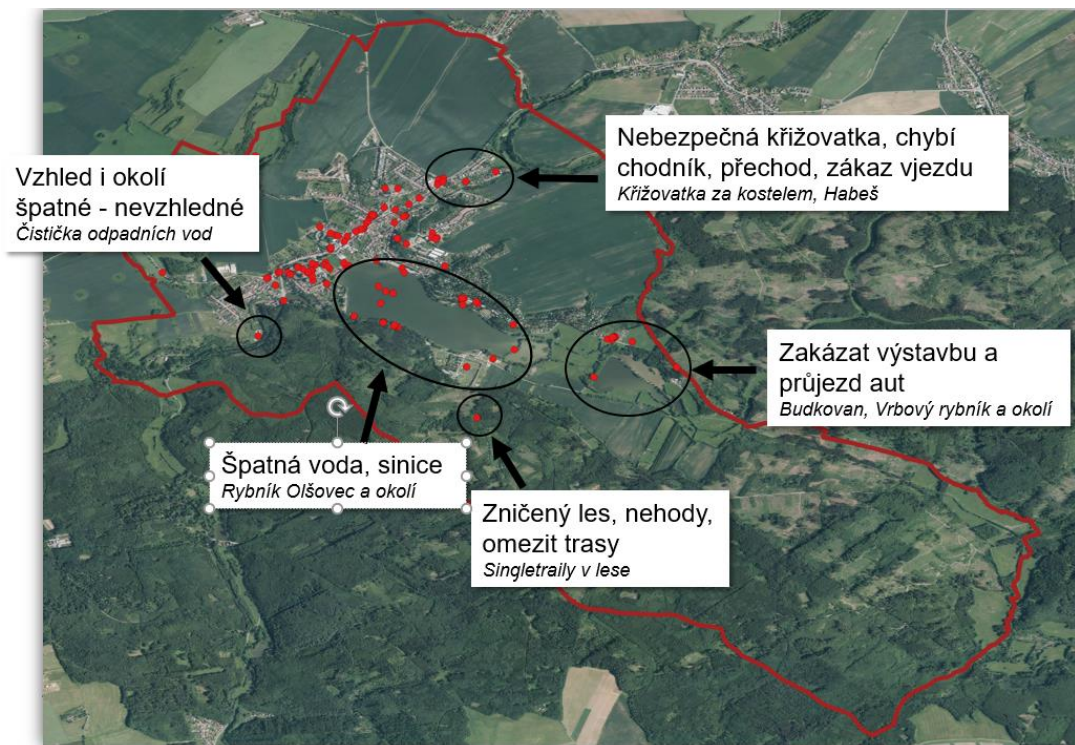 Nebezpečná křižovatka, chybí
chodník, přechod, zákaz vjezdu
Křižovatka za kostelem, Habeš
Vzhled i okolí
špatné - nevzhledné
Čistička odpadních vod
Zakázat výstavbu a
průjezd aut
Budkovan, Vrbový rybník a okolí
Špatná voda, sinice
Rybník Olšovec a okolí
Zničený les, nehody,
omezit trasy
Singletraily v lese